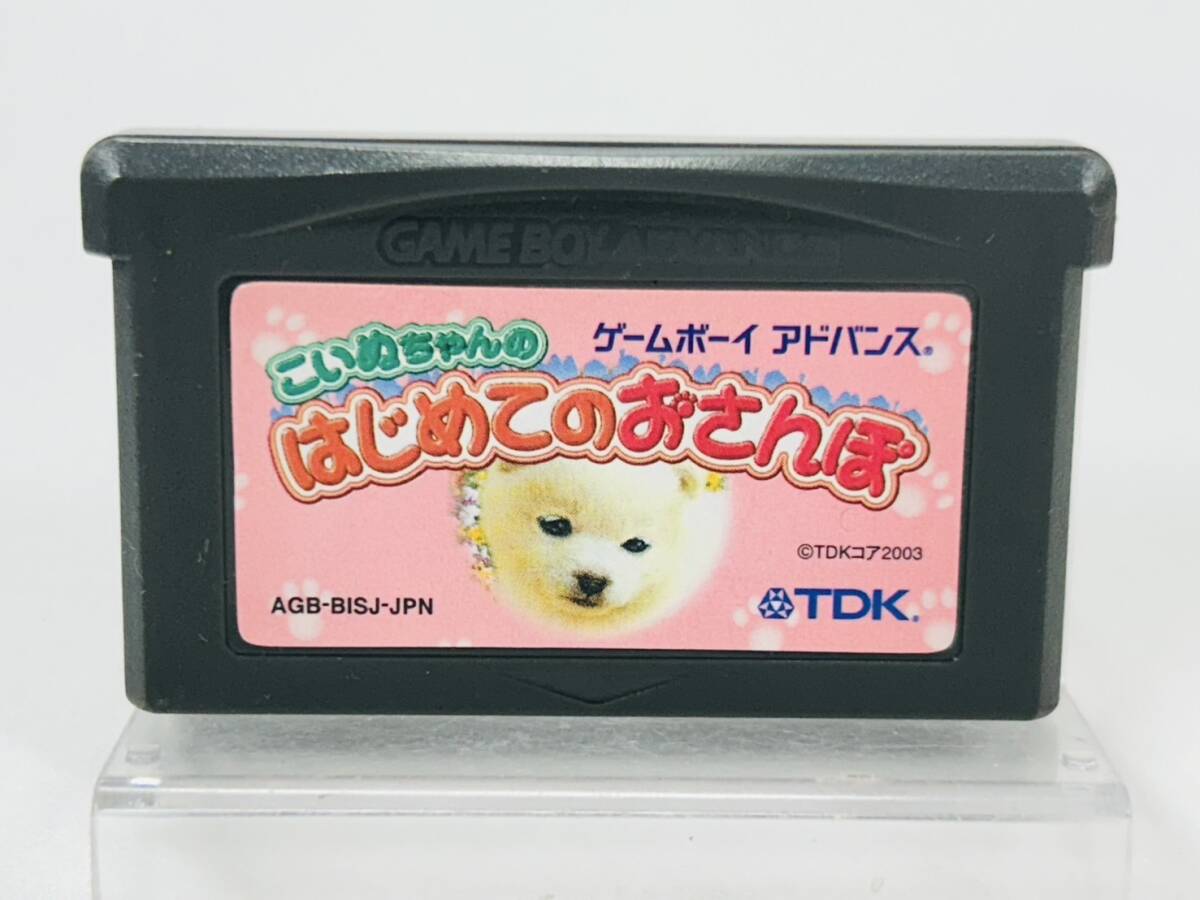 GAME BOY ADVANCE
ゲームボーイ アドバンス®
こいぬちゃんの
はじめてのおさんぽ
©TDKコア2003
AGB-BISJ-JPN
TDK®